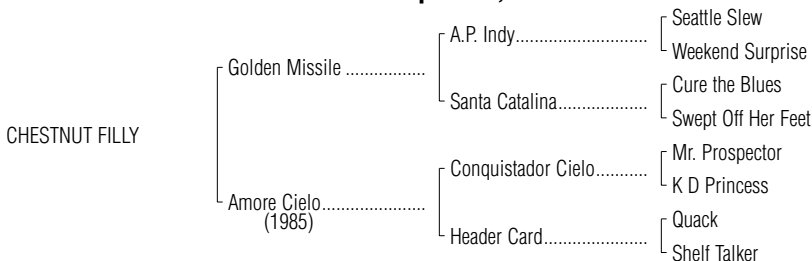 Seattle Slew
A.P. Indy..............................
Weekend Surprise
Golden Missile .................
Cure the Blues
Santa Catalina....................
Swept Off Her Feet
CHESTNUT FILLY
Mr. Prospector
Conquistador Cielo...........
K D Princess
Amore Cielo......................
(1985)
Quack
Header Card.......................
Shelf Talker